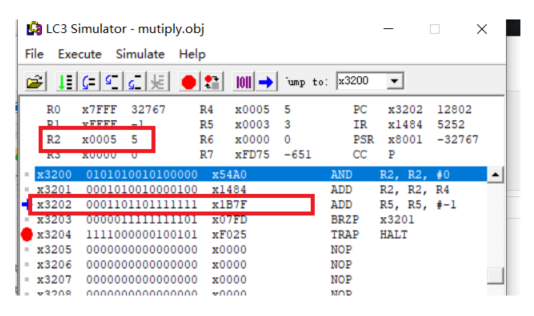 LC3 Simulator - mutiply.obj
File Execute Simulate Help
Jump to: x3200
R0 x7FFF 32767 R4 x0005 5 PC x3202 12802
R1 xFFFF -1 R5 x0003 3 IR x1484 5252
R2 x0005 5 R6 x0000 0 PSR x8001 -32767
R3 x0000 0 R7 xFD75 -651 CC P
x3200 0101010010100000 x54A0 AND R2, R2, #0
x3201 0001010010000100 x1484 ADD R2, R2, R4
x3202 0001101101111111 x1B7F ADD R5, R5, #-1
x3203 0000011111111101 x07FD BRZP x3201
x3204 1111000000100101 xF025 TRAP HALT
x3205 0000000000000000 x0000 NOP
x3206 0000000000000000 x0000 NOP
x3207 0000000000000000 x0000 NOP
x3208 0000000000000000 x0000 NOP